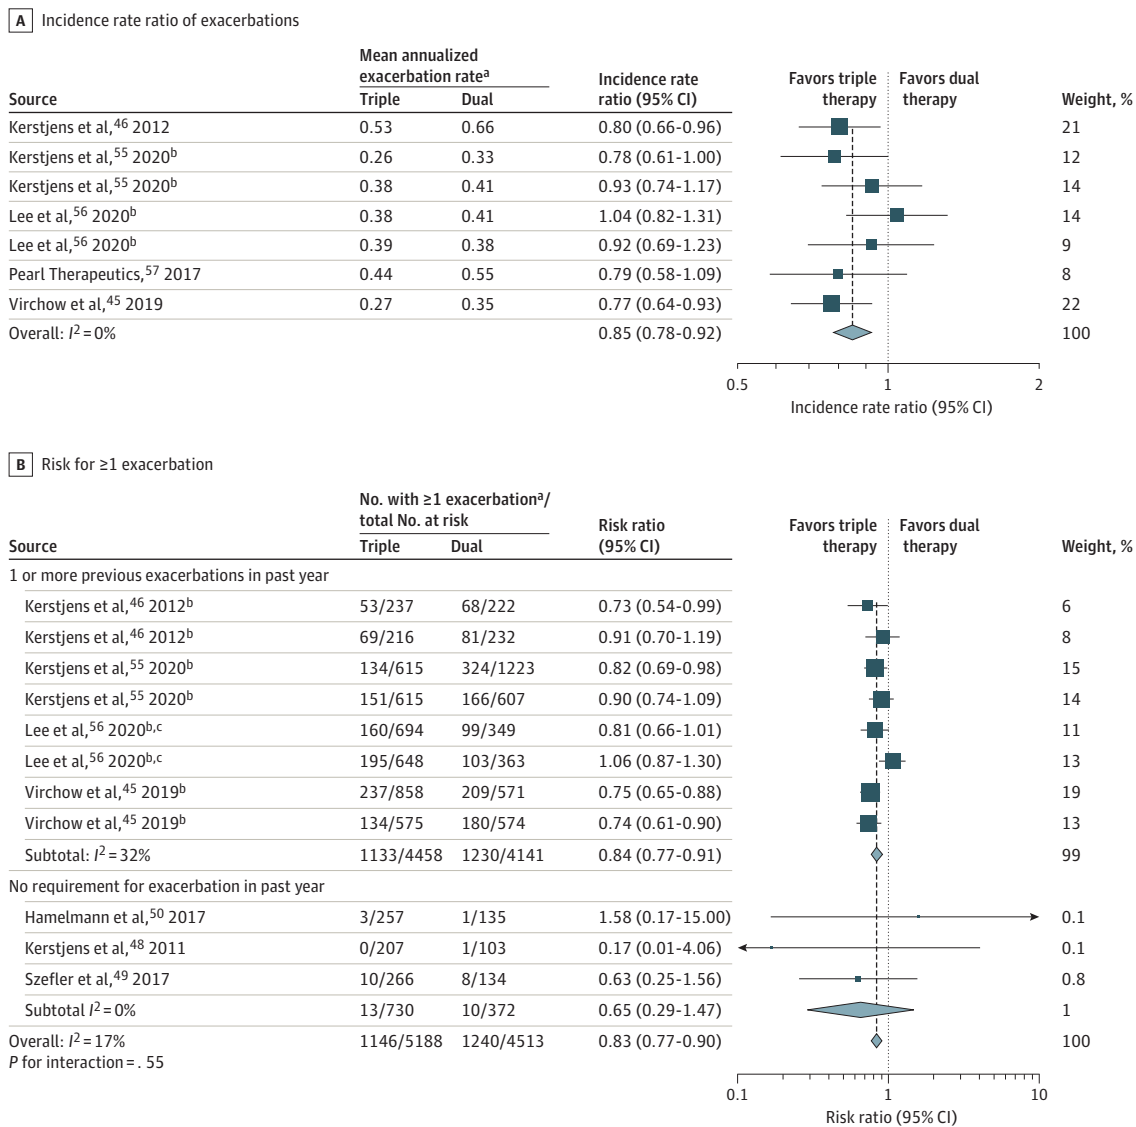 A Incidence rate ratio of exacerbations
Mean annualized
exacerbation rateᵃ
Incidence rate
ratio (95% CI)
Favors triple
therapy
Favors dual
therapy
Source Triple Dual Weight, %
Kerstjens et al,⁴⁶ 2012 0.53 0.66 0.80 (0.66-0.96) 21
Kerstjens et al,⁵⁵ 2020ᵇ 0.26 0.33 0.78 (0.61-1.00) 12
Kerstjens et al,⁵⁵ 2020ᵇ 0.38 0.41 0.93 (0.74-1.17) 14
Lee et al,⁵⁶ 2020ᵇ 0.38 0.41 1.04 (0.82-1.31) 14
Lee et al,⁵⁶ 2020ᵇ 0.39 0.38 0.92 (0.69-1.23) 9
Pearl Therapeutics,⁵⁷ 2017 0.44 0.55 0.79 (0.58-1.09) 8
Virchow et al,⁴⁵ 2019 0.27 0.35 0.77 (0.64-0.93) 22
Overall: I² = 0% 0.85 (0.78-0.92) 100
0.5 1 2
Incidence rate ratio (95% CI)
B Risk for ≥1 exacerbation
No. with ≥1 exacerbationᵃ/
total No. at risk
Risk ratio
(95% CI)
Favors triple
therapy
Favors dual
therapy
Source Triple Dual Weight, %
1 or more previous exacerbations in past year
Kerstjens et al,⁴⁶ 2012ᵇ 53/237 68/222 0.73 (0.54-0.99) 6
Kerstjens et al,⁴⁶ 2012ᵇ 69/216 81/232 0.91 (0.70-1.19) 8
Kerstjens et al,⁵⁵ 2020ᵇ 134/615 324/1223 0.82 (0.69-0.98) 15
Kerstjens et al,⁵⁵ 2020ᵇ 151/615 166/607 0.90 (0.74-1.09) 14
Lee et al,⁵⁶ 2020ᵇ,ᶜ 160/694 99/349 0.81 (0.66-1.01) 11
Lee et al,⁵⁶ 2020ᵇ,ᶜ 195/648 103/363 1.06 (0.87-1.30) 13
Virchow et al,⁴⁵ 2019ᵇ 237/858 209/571 0.75 (0.65-0.88) 19
Virchow et al,⁴⁵ 2019ᵇ 134/575 180/574 0.74 (0.61-0.90) 13
Subtotal: I² = 32% 1133/4458 1230/4141 0.84 (0.77-0.91) 99
No requirement for exacerbation in past year
Hamelmann et al,⁵⁰ 2017 3/257 1/135 1.58 (0.17-15.00) 0.1
Kerstjens et al,⁴⁸ 2011 0/207 1/103 0.17 (0.01-4.06) 0.1
Szefler et al,⁴⁹ 2017 10/266 8/134 0.63 (0.25-1.56) 0.8
Subtotal I² = 0% 13/730 10/372 0.65 (0.29-1.47) 1
Overall: I² = 17% 1146/5188 1240/4513 0.83 (0.77-0.90) 100
P for interaction = . 55
0.1 1 10
Risk ratio (95% CI)